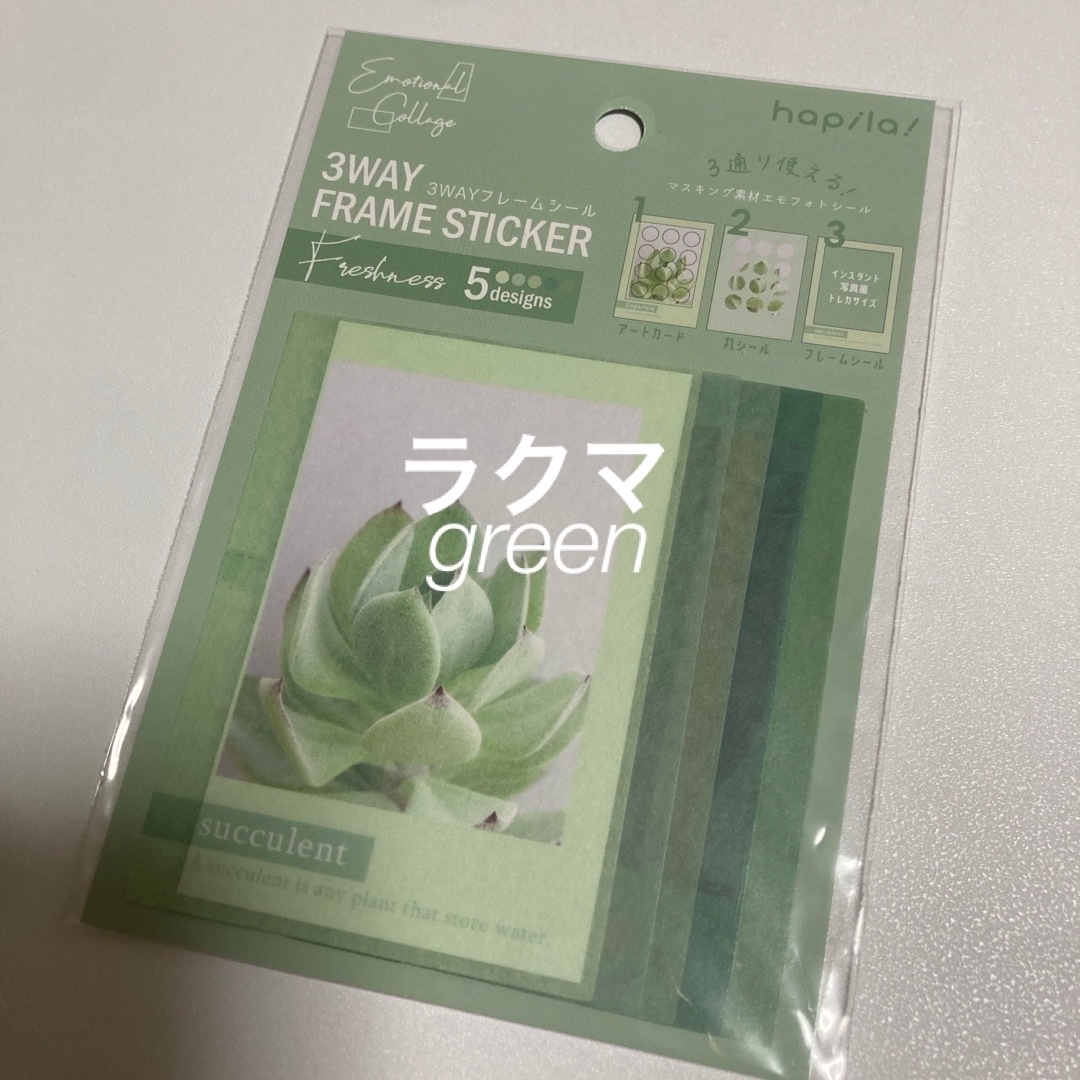 Emotional
Collage
hapila!
3WAY
3WAYフレームシール
FRAME STICKER
Freshness
5 designs
3通り使える!
マスキング素材エモフォトシール
1
2
3
インスタント
写真風
トレカサイズ
アートカード
丸シール
フレームシール
ラクマ
green
succulent
A succulent is any plant that store water.